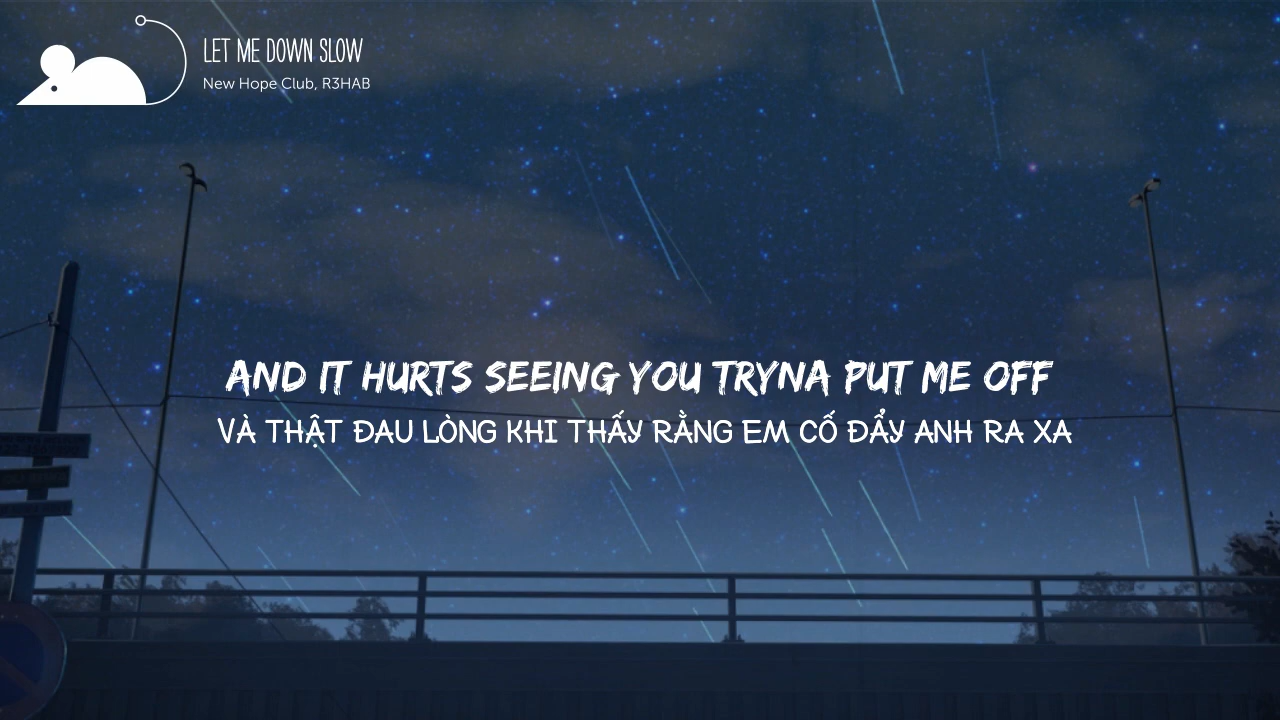 LET ME DOWN SLOW
New Hope Club, R3HAB
AND IT HURTS SEEING YOU TRYNA PUT ME OFF
VÀ THẬT ĐAU LÒNG KHI THẤY RẰNG EM CỐ ĐẨY ANH RA XA